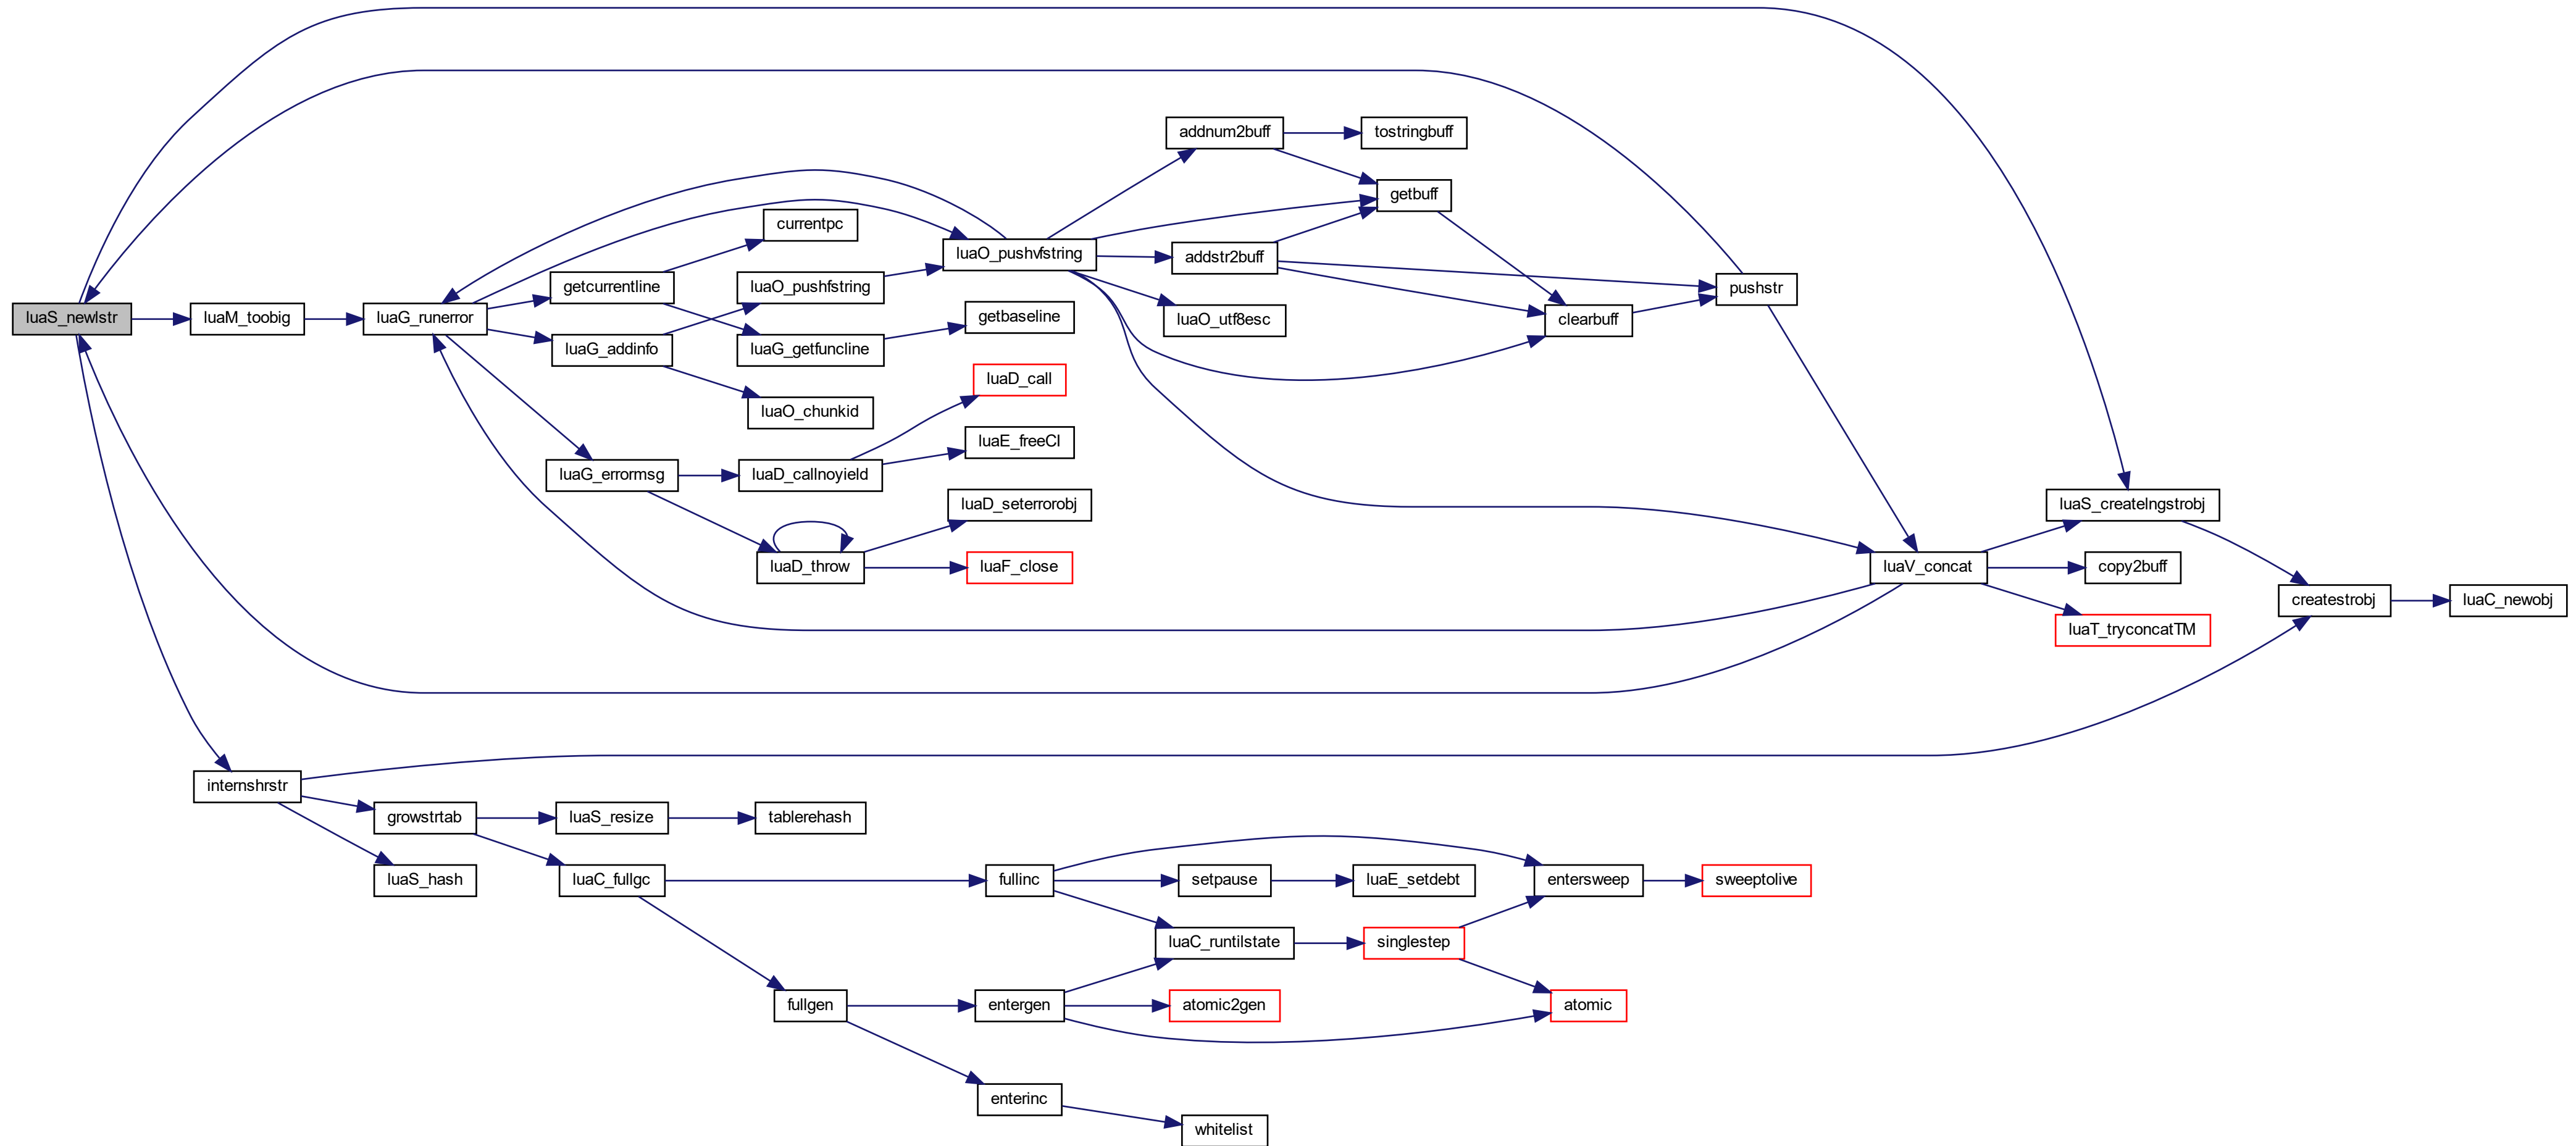 addnum2buff
tostringbuff
getbuff
currentpc
luaO_pushvfstring
addstr2buff
getcurrentline
luaO_pushfstring
pushstr
luaS_newlstr
luaM_toobig
luaG_runerror
getbaseline
luaO_utf8esc
clearbuff
luaG_addinfo
luaG_getfuncline
luaD_call
luaO_chunkid
luaE_freeCI
luaG_errormsg
luaD_callnoyield
luaD_seterrorobj
luaS_createlngstrobj
luaD_throw
luaF_close
luaV_concat
copy2buff
createstrobj
luaC_newobj
luaT_tryconcatTM
internshrstr
growstrtab
luaS_resize
tablerehash
luaS_hash
luaC_fullgc
fullinc
setpause
luaE_setdebt
entersweep
sweeptolive
luaC_runtilstate
singlestep
fullgen
entergen
atomic2gen
atomic
enterinc
whitelist